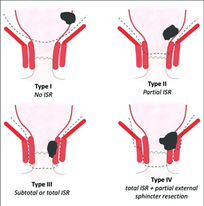 Type I
No ISR
Type II
Partial ISR
Type III
Subtotal or total ISR
Type IV
total ISR + partial external
sphincter resection